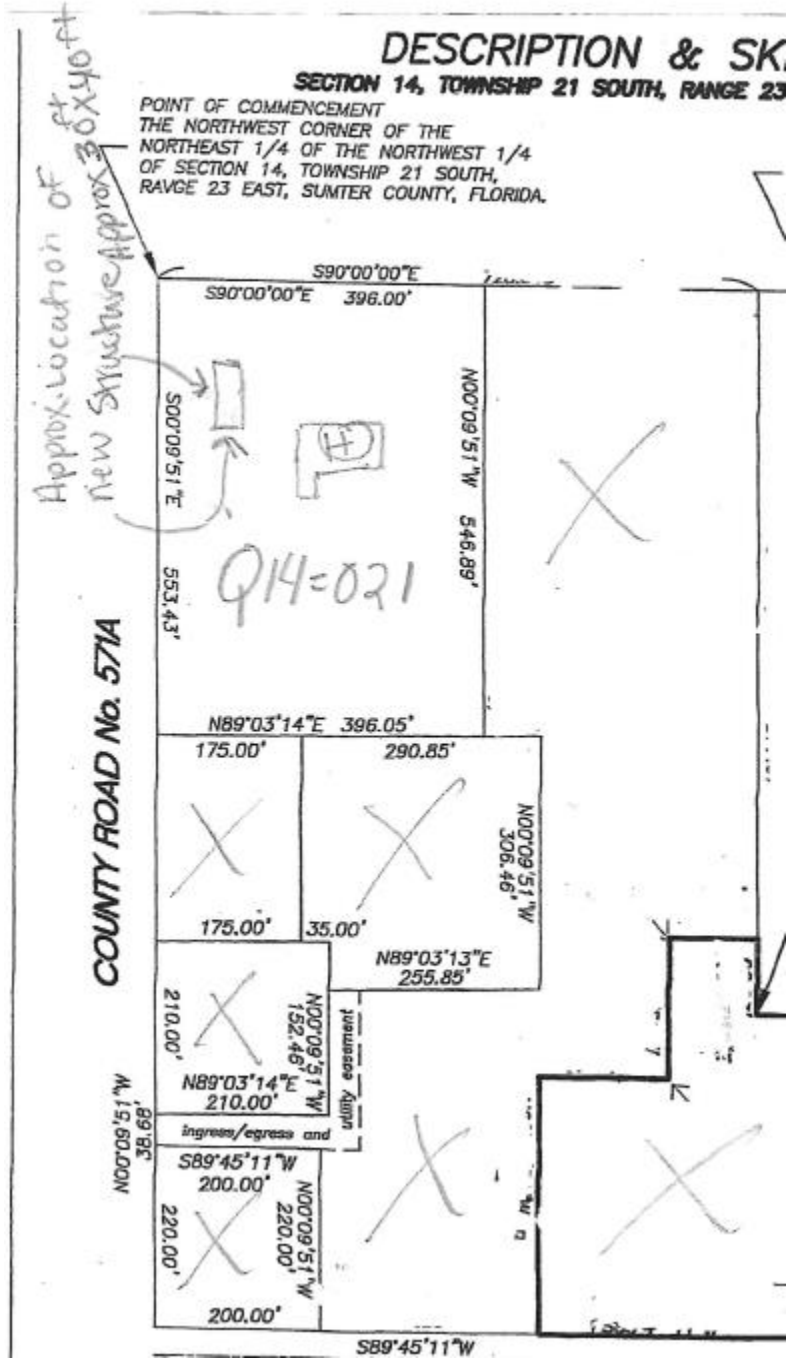 DESCRIPTION & SK
SECTION 14, TOWNSHIP 21 SOUTH, RANGE 23
POINT OF COMMENCEMENT
THE NORTHWEST CORNER OF THE
NORTHEAST 1/4 OF THE NORTHWEST 1/4
OF SECTION 14, TOWNSHIP 21 SOUTH,
RAVGE 23 EAST, SUMTER COUNTY, FLORIDA.
Approx. Location of
new Structure Approx 30 ft X 40 ft
S90°00'00"E
S90°00'00"E 396.00'
S00°09'51"E 553.43'
H
N00°09'51"W 546.89'
Q14=021
COUNTY ROAD No. 571A
N89°03'14"E 396.05'
175.00'
290.85'
N00°09'51"W
306.46'
175.00'
35.00'
N89°03'13"E
255.85'
210.00'
N00°09'51"W
152.46'
N89°03'14"E
210.00'
utility easement
ingress/egress and
N00°09'51"W
38.98'
S89°45'11"W
200.00'
220.00'
N00°09'51"W
220.00'
200.00'
S89°45'11"W